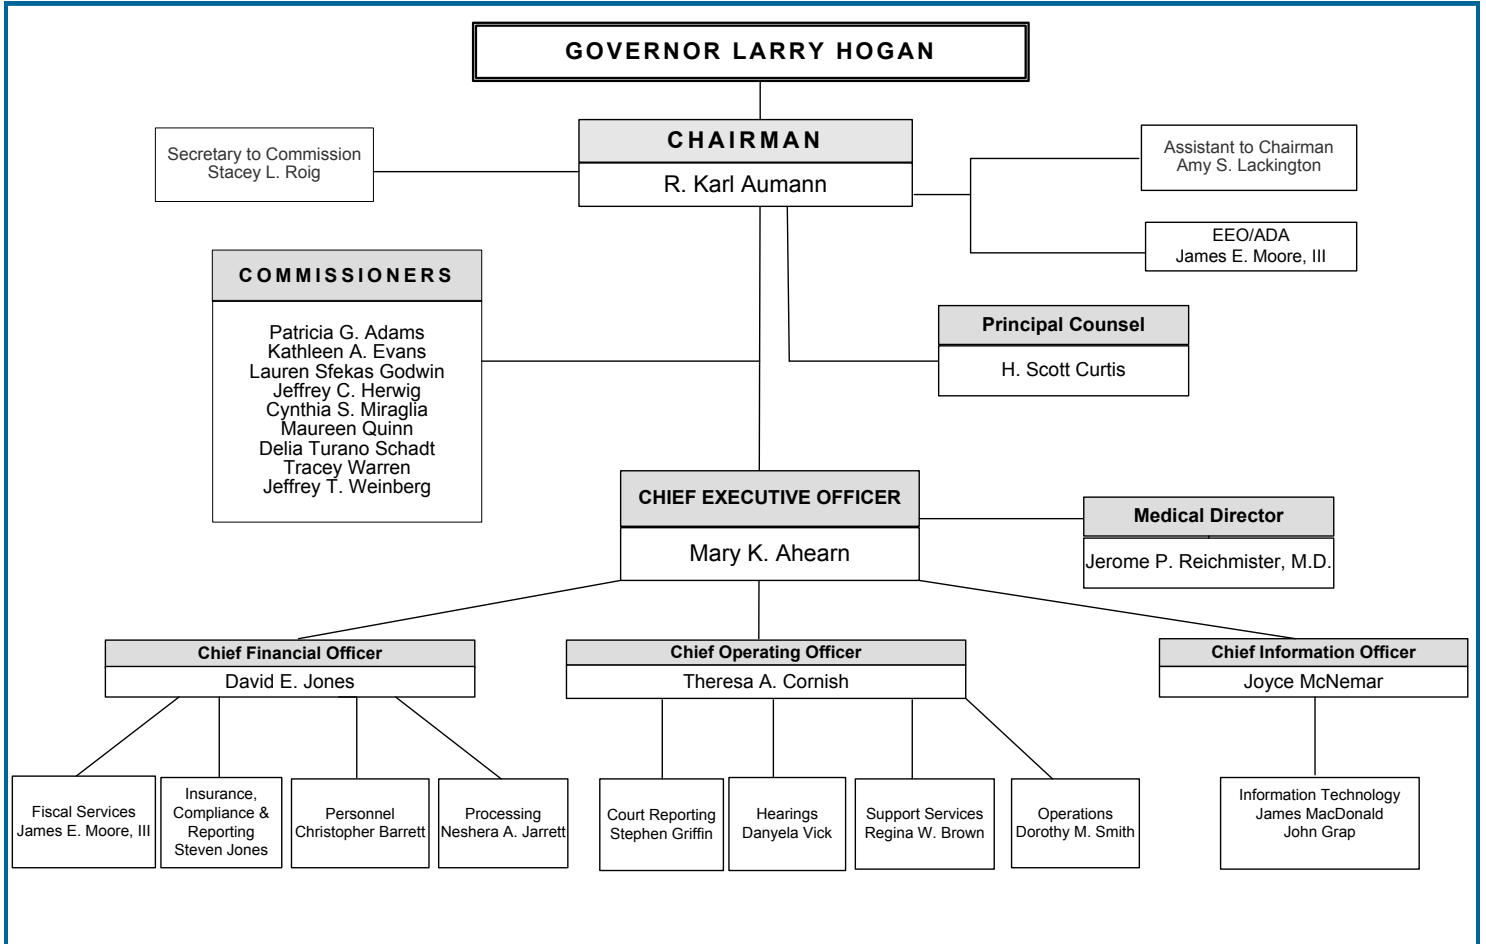 GOVERNOR LARRY HOGAN
CHAIRMAN
R. Karl Aumann
Secretary to Commission
Stacey L. Roig
Assistant to Chairman
Amy S. Lackington
EEO/ADA
James E. Moore, III
COMMISSIONERS
Patricia G. Adams
Kathleen A. Evans
Lauren Sfekas Godwin
Jeffrey C. Herwig
Cynthia S. Miraglia
Maureen Quinn
Delia Turano Schadt
Tracey Warren
Jeffrey T. Weinberg
Principal Counsel
H. Scott Curtis
CHIEF EXECUTIVE OFFICER
Mary K. Ahearn
Medical Director
Jerome P. Reichmister, M.D.
Chief Financial Officer
David E. Jones
Chief Operating Officer
Theresa A. Cornish
Chief Information Officer
Joyce McNemar
Fiscal Services
James E. Moore, III
Insurance,
Compliance &
Reporting
Steven Jones
Personnel
Christopher Barrett
Processing
Neshera A. Jarrett
Court Reporting
Stephen Griffin
Hearings
Danyela Vick
Support Services
Regina W. Brown
Operations
Dorothy M. Smith
Information Technology
James MacDonald
John Grap